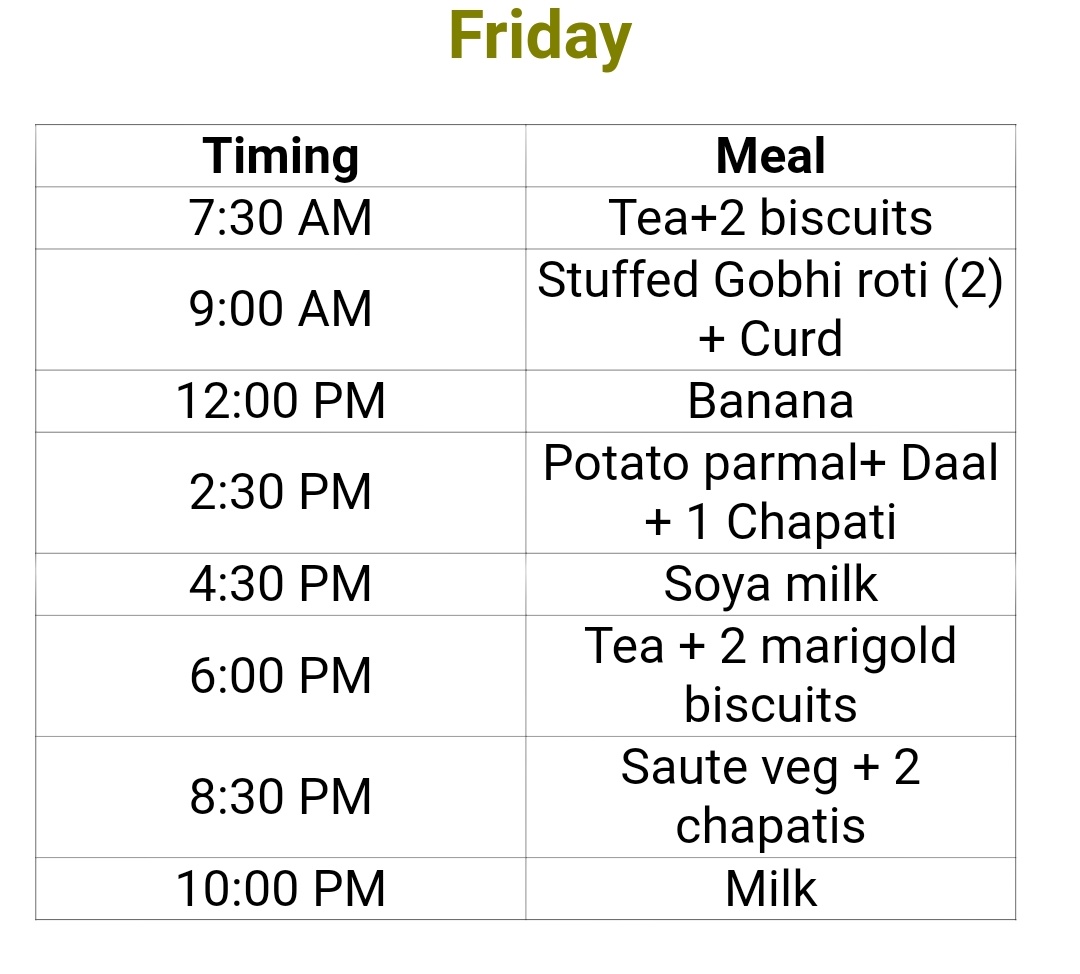 Friday
Timing Meal
7:30 AM Tea+2 biscuits
9:00 AM Stuffed Gobhi roti (2)
+ Curd
12:00 PM Banana
2:30 PM Potato parmal+ Daal
+ 1 Chapati
4:30 PM Soya milk
6:00 PM Tea + 2 marigold
biscuits
8:30 PM Saute veg + 2
chapatis
10:00 PM Milk